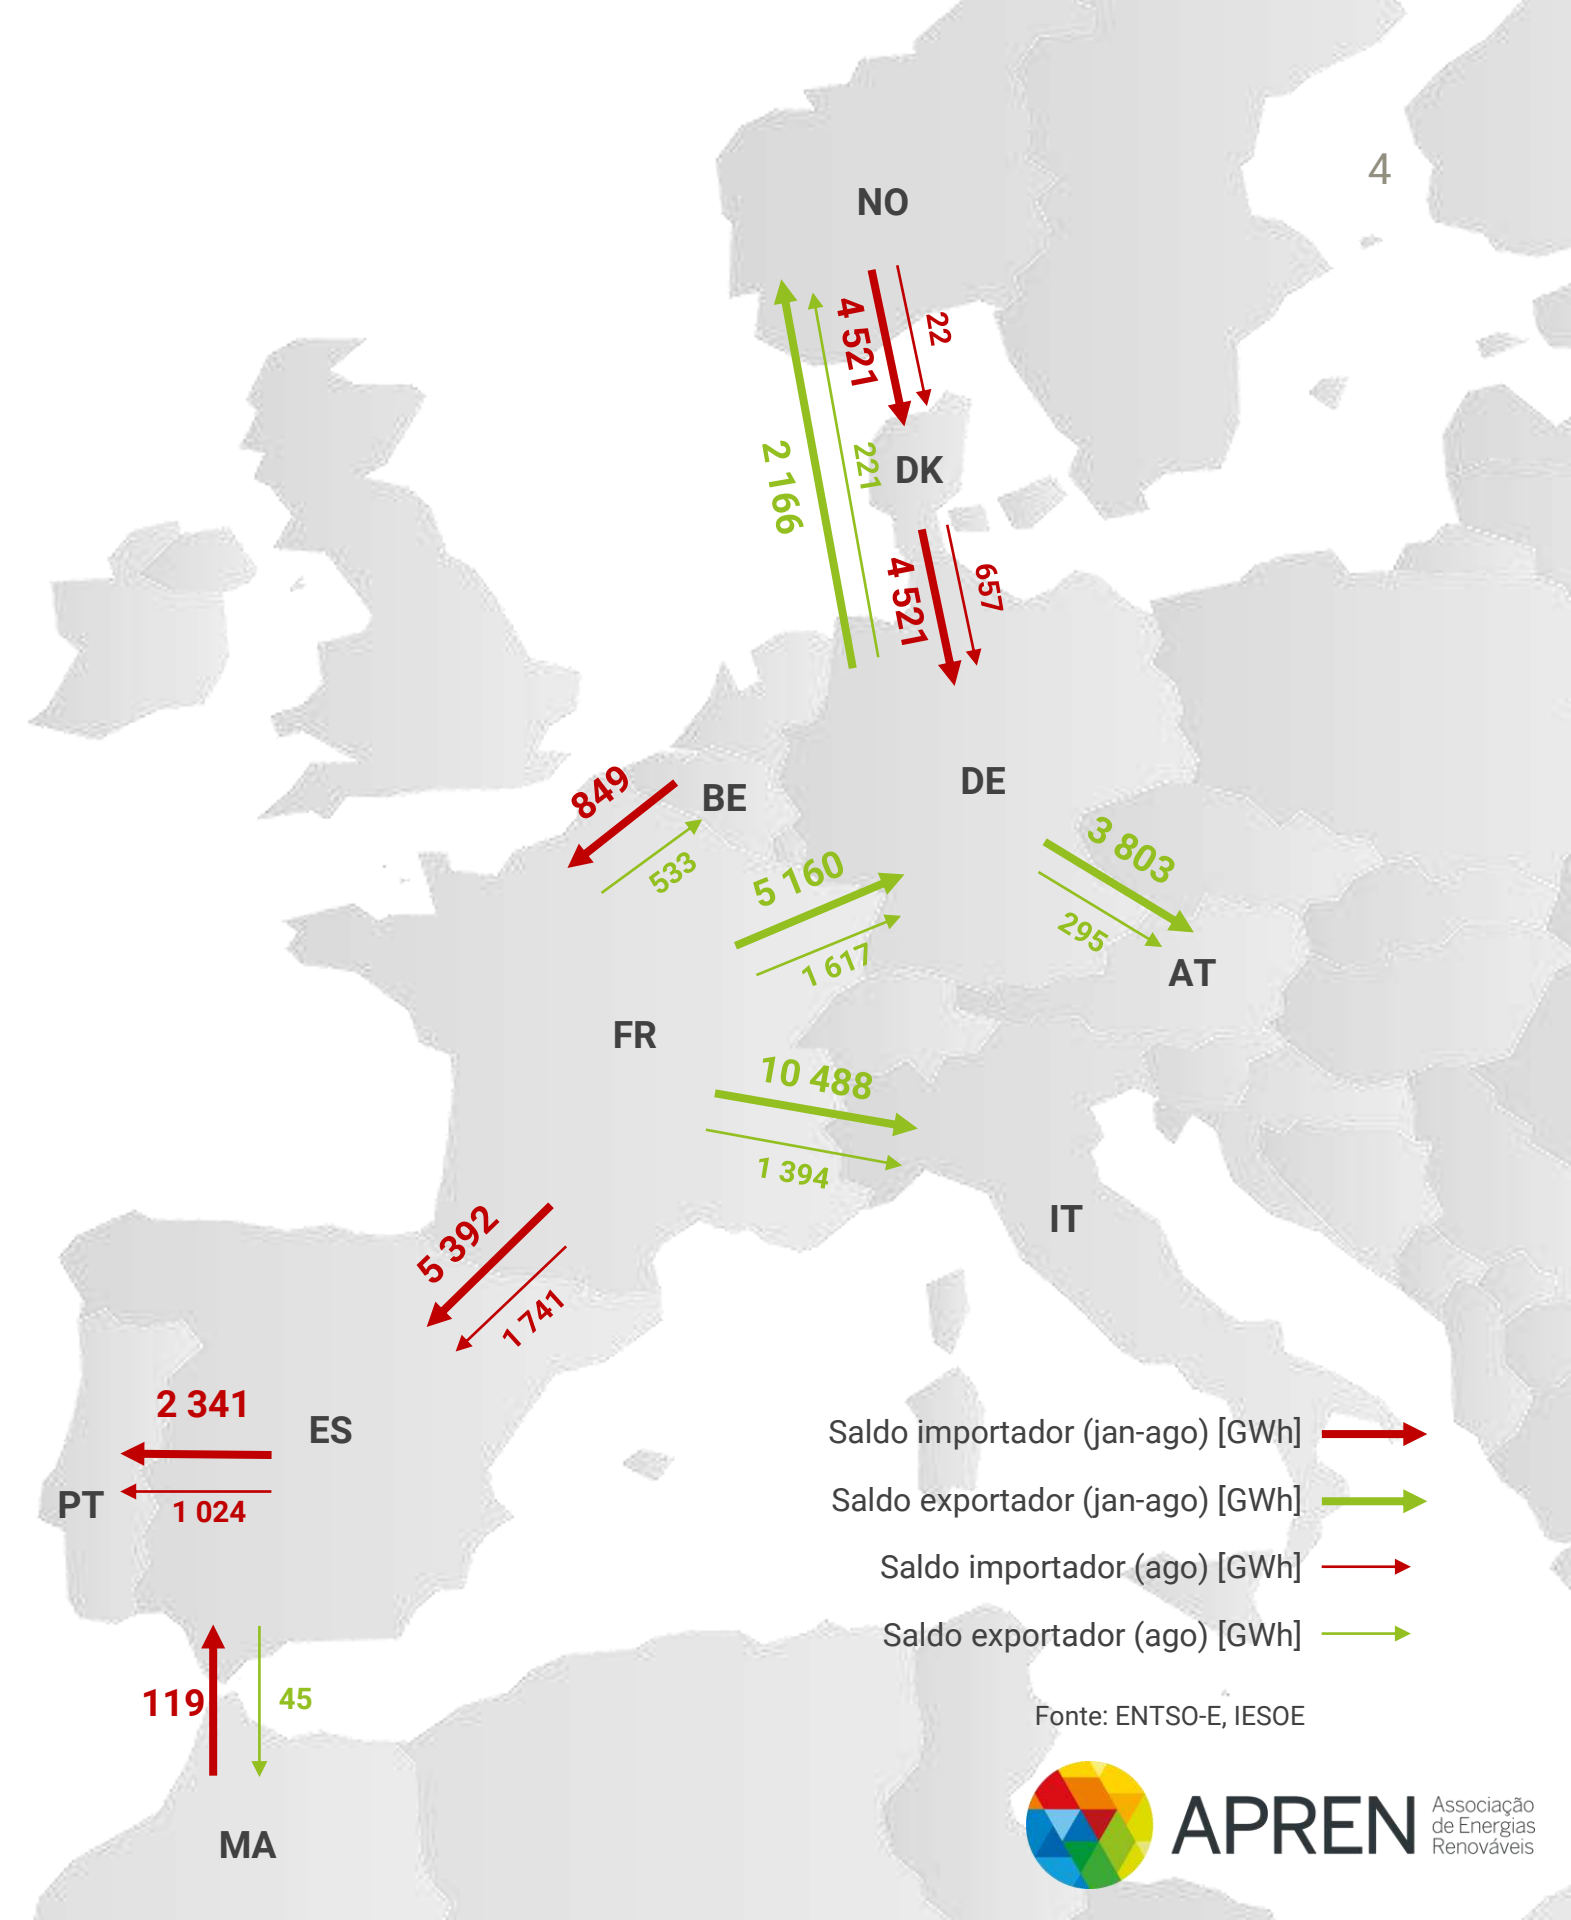 4
NO
4 521
22
2 166
221
DK
4 521
657
DE
849
BE
533
5 160
1 617
3 803
295
AT
FR
10 488
1 394
IT
5 392
1 741
2 341
ES
PT
1 024
119
45
MA
Saldo importador (jan-ago) [GWh]
Saldo exportador (jan-ago) [GWh]
Saldo importador (ago) [GWh]
Saldo exportador (ago) [GWh]
Fonte: ENTSO-E, IESOE
APREN
Associação
de Energias
Renováveis